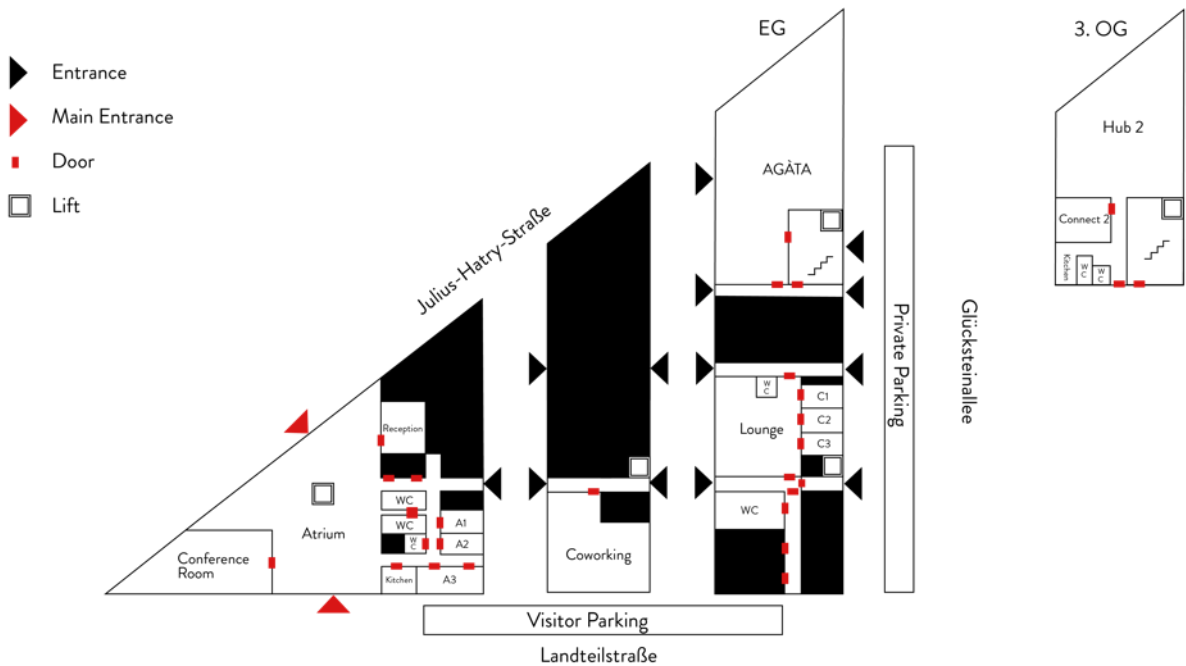 EG
3. OG
Entrance
Main Entrance
Door
Lift
Hub 2
AGÀTA
Connect 2
Kitchen
WC
WC
Julius-Hatry-Straße
Private Parking
Glücksteinallee
WC
C1
C2
C3
Lounge
Reception
WC
WC
WC
A1
A2
A3
Kitchen
Atrium
Conference
Room
Coworking
WC
Visitor Parking
Landteilstraße